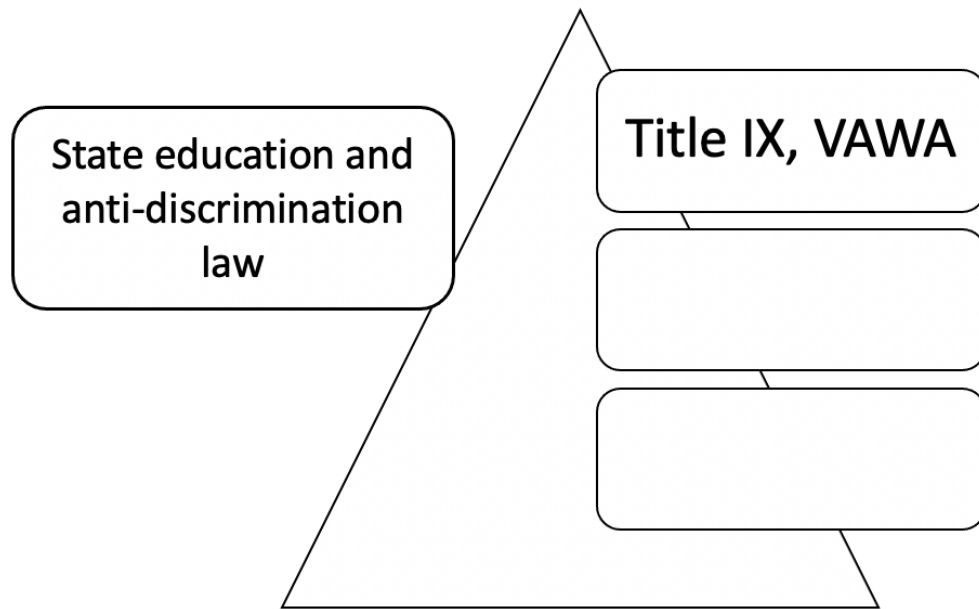 State education and
anti-discrimination
law
Title IX, VAWA